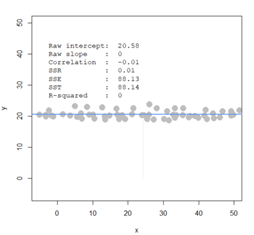 50
40
30
20
10
0
y
Raw intercept: 20.58
Raw slope : 0
Correlation : -0.01
SSR : 0.01
SSE : 88.13
SST : 88.14
R-squared : 0
0 10 20 30 40 50
x